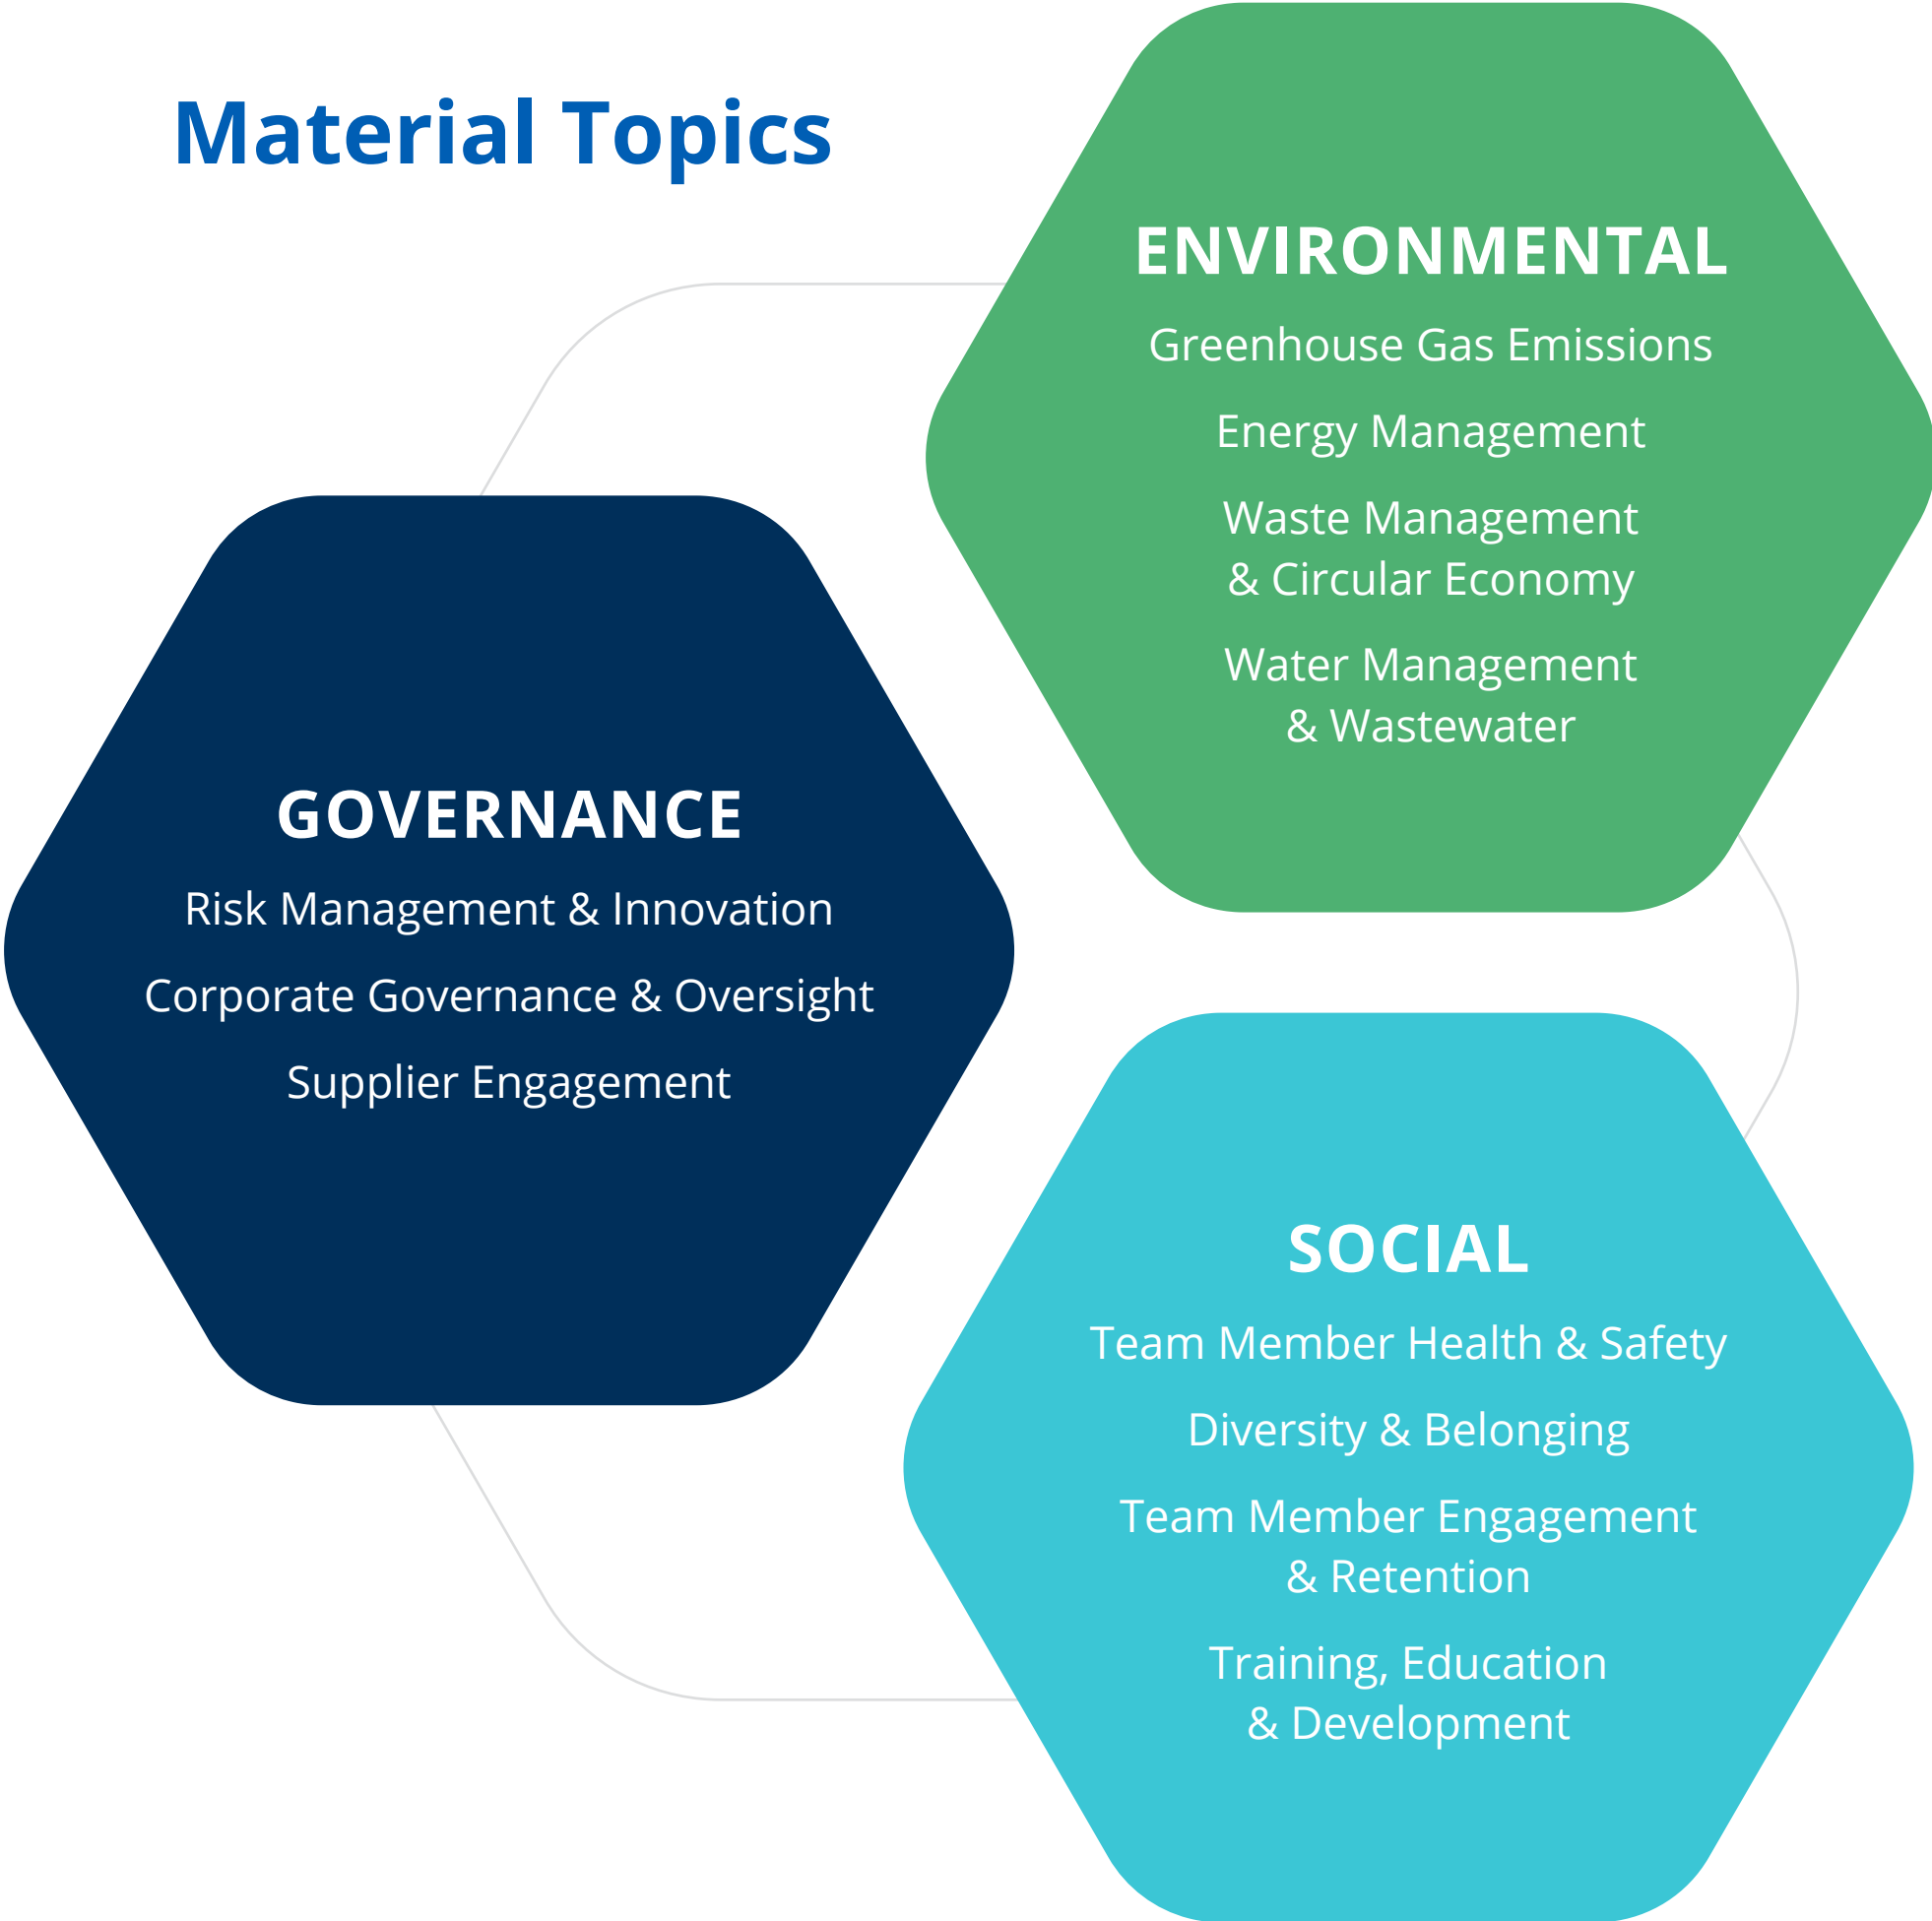 Material Topics
ENVIRONMENTAL
Greenhouse Gas Emissions
Energy Management
Waste Management
& Circular Economy
Water Management
& Wastewater
GOVERNANCE
Risk Management & Innovation
Corporate Governance & Oversight
Supplier Engagement
SOCIAL
Team Member Health & Safety
Diversity & Belonging
Team Member Engagement
& Retention
Training, Education
& Development